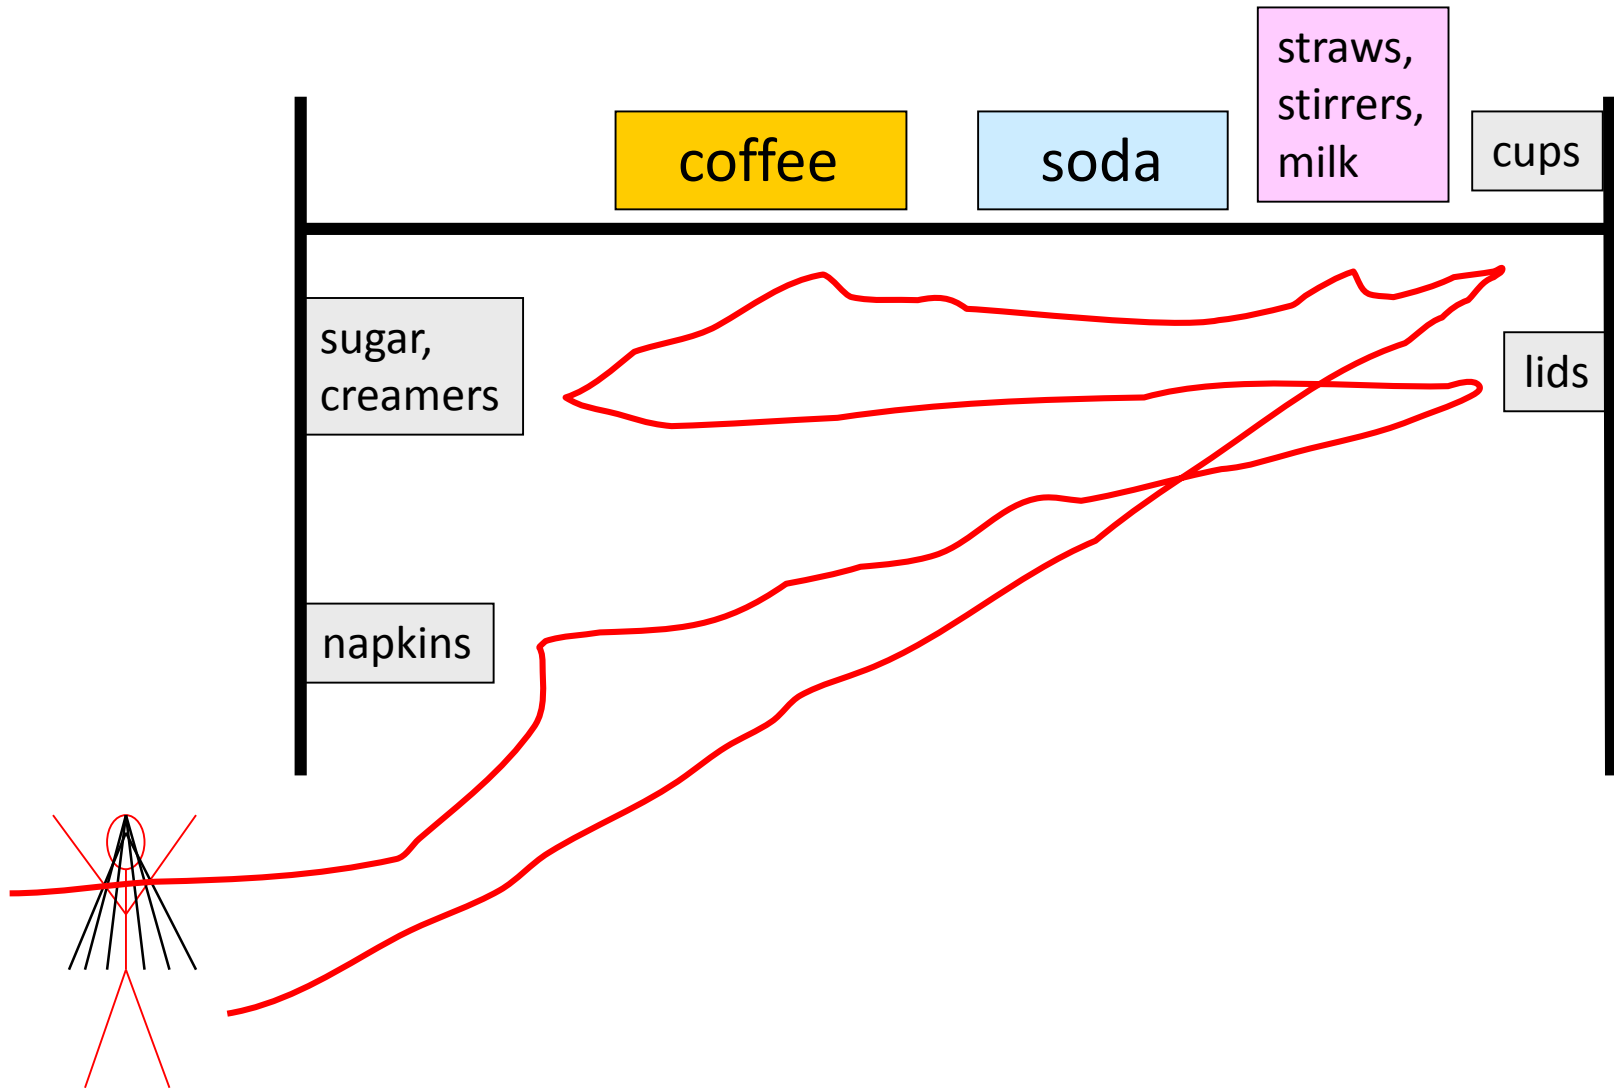 straws,
stirrers,
milk
coffee
soda
cups
sugar,
creamers
lids
napkins